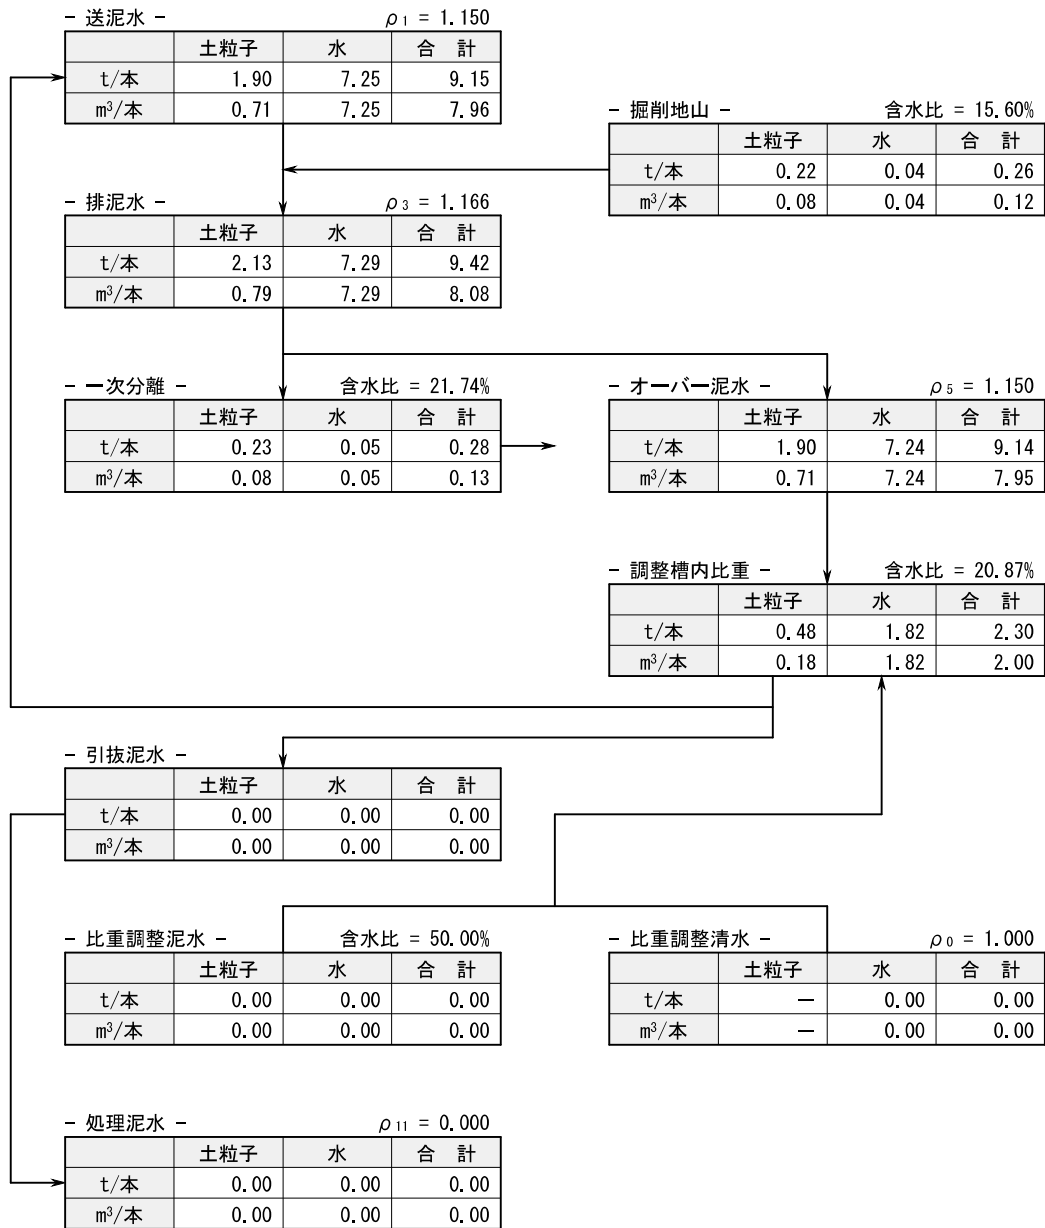 - 送泥水 - ρ1 = 1.150
土粒子 水 合 計
t/本 1.90 7.25 9.15
m³/本 0.71 7.25 7.96
- 掘削地山 - 含水比 = 15.60%
土粒子 水 合 計
t/本 0.22 0.04 0.26
m³/本 0.08 0.04 0.12
- 排泥水 - ρ3 = 1.166
土粒子 水 合 計
t/本 2.13 7.29 9.42
m³/本 0.79 7.29 8.08
- 一次分離 - 含水比 = 21.74%
土粒子 水 合 計
t/本 0.23 0.05 0.28
m³/本 0.08 0.05 0.13
- オーバー泥水 - ρ5 = 1.150
土粒子 水 合 計
t/本 1.90 7.24 9.14
m³/本 0.71 7.24 7.95
- 調整槽内比重 - 含水比 = 20.87%
土粒子 水 合 計
t/本 0.48 1.82 2.30
m³/本 0.18 1.82 2.00
- 引抜泥水 -
土粒子 水 合 計
t/本 0.00 0.00 0.00
m³/本 0.00 0.00 0.00
- 比重調整泥水 - 含水比 = 50.00%
土粒子 水 合 計
t/本 0.00 0.00 0.00
m³/本 0.00 0.00 0.00
- 比重調整清水 - ρ0 = 1.000
土粒子 水 合 計
t/本 — 0.00 0.00
m³/本 — 0.00 0.00
- 処理泥水 - ρ11 = 0.000
土粒子 水 合 計
t/本 0.00 0.00 0.00
m³/本 0.00 0.00 0.00